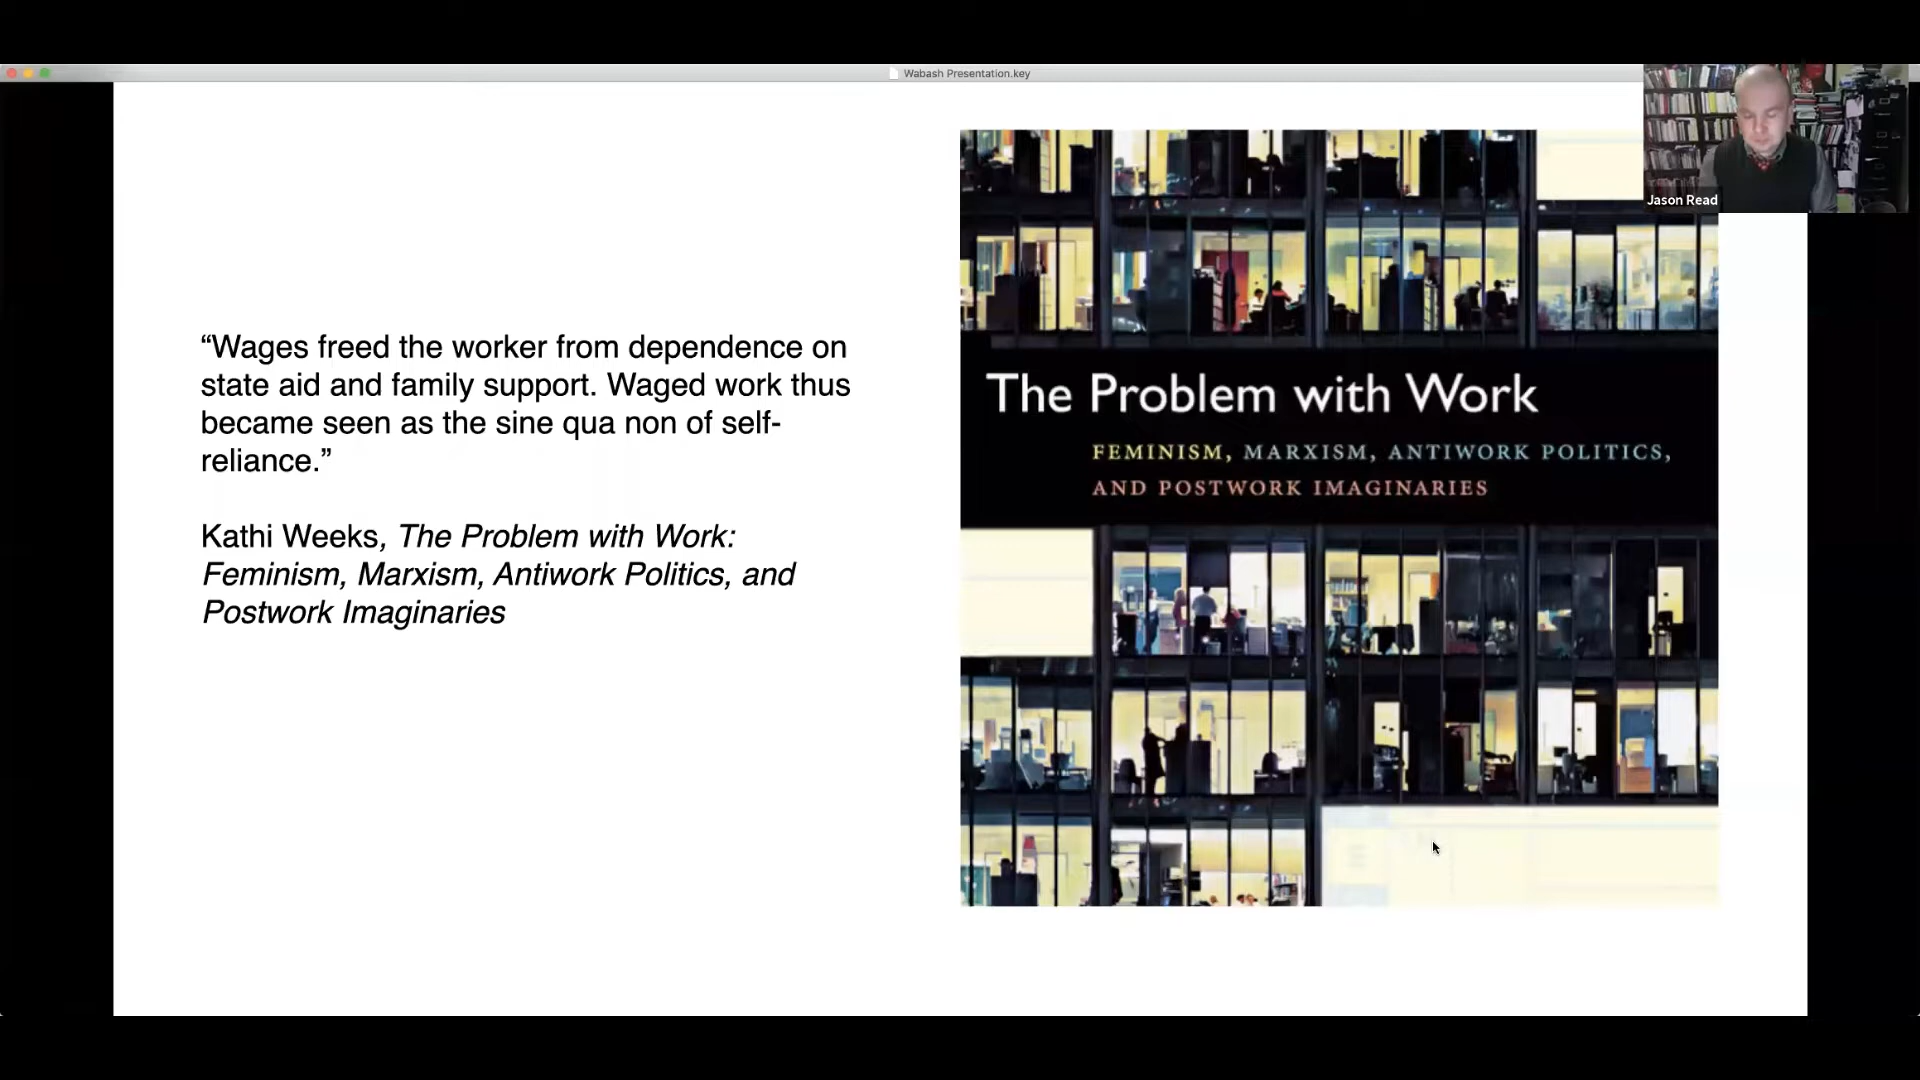 Wabash Presentation.key
Jason Read
“Wages freed the worker from dependence on
state aid and family support. Waged work thus
became seen as the sine qua non of self-
reliance.”
Kathi Weeks, The Problem with Work:
Feminism, Marxism, Antiwork Politics, and
Postwork Imaginaries
The Problem with Work
FEMINISM, MARXISM, ANTIWORK POLITICS,
AND POSTWORK IMAGINARIES